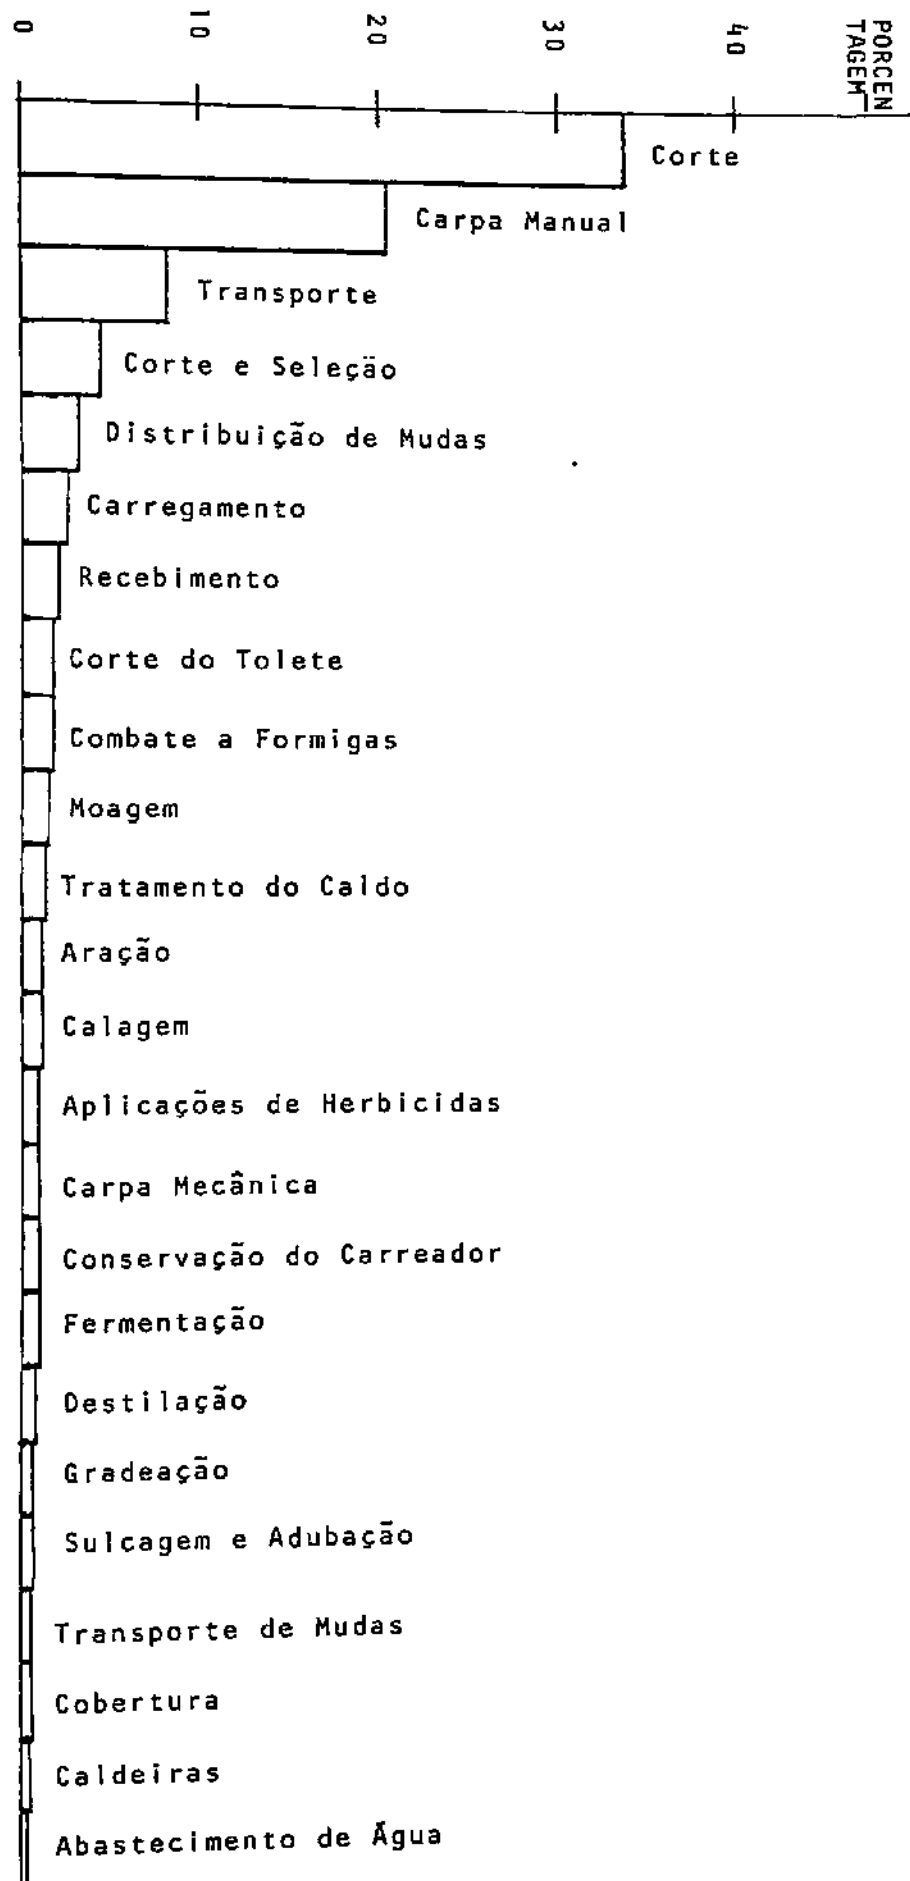 0
10
20
30
40
PORCEN
TAGEM
Corte
Carpa Manual
Transporte
Corte e Seleção
Distribuição de Mudas
Carregamento
Recebimento
Corte do Tolete
Combate a Formigas
Moagem
Tratamento do Caldo
Aração
Calagem
Aplicações de Herbicidas
Carpa Mecânica
Conservação do Carreador
Fermentação
Destilação
Gradeação
Sulcagem e Adubação
Transporte de Mudas
Cobertura
Caldeiras
Abastecimento de Água